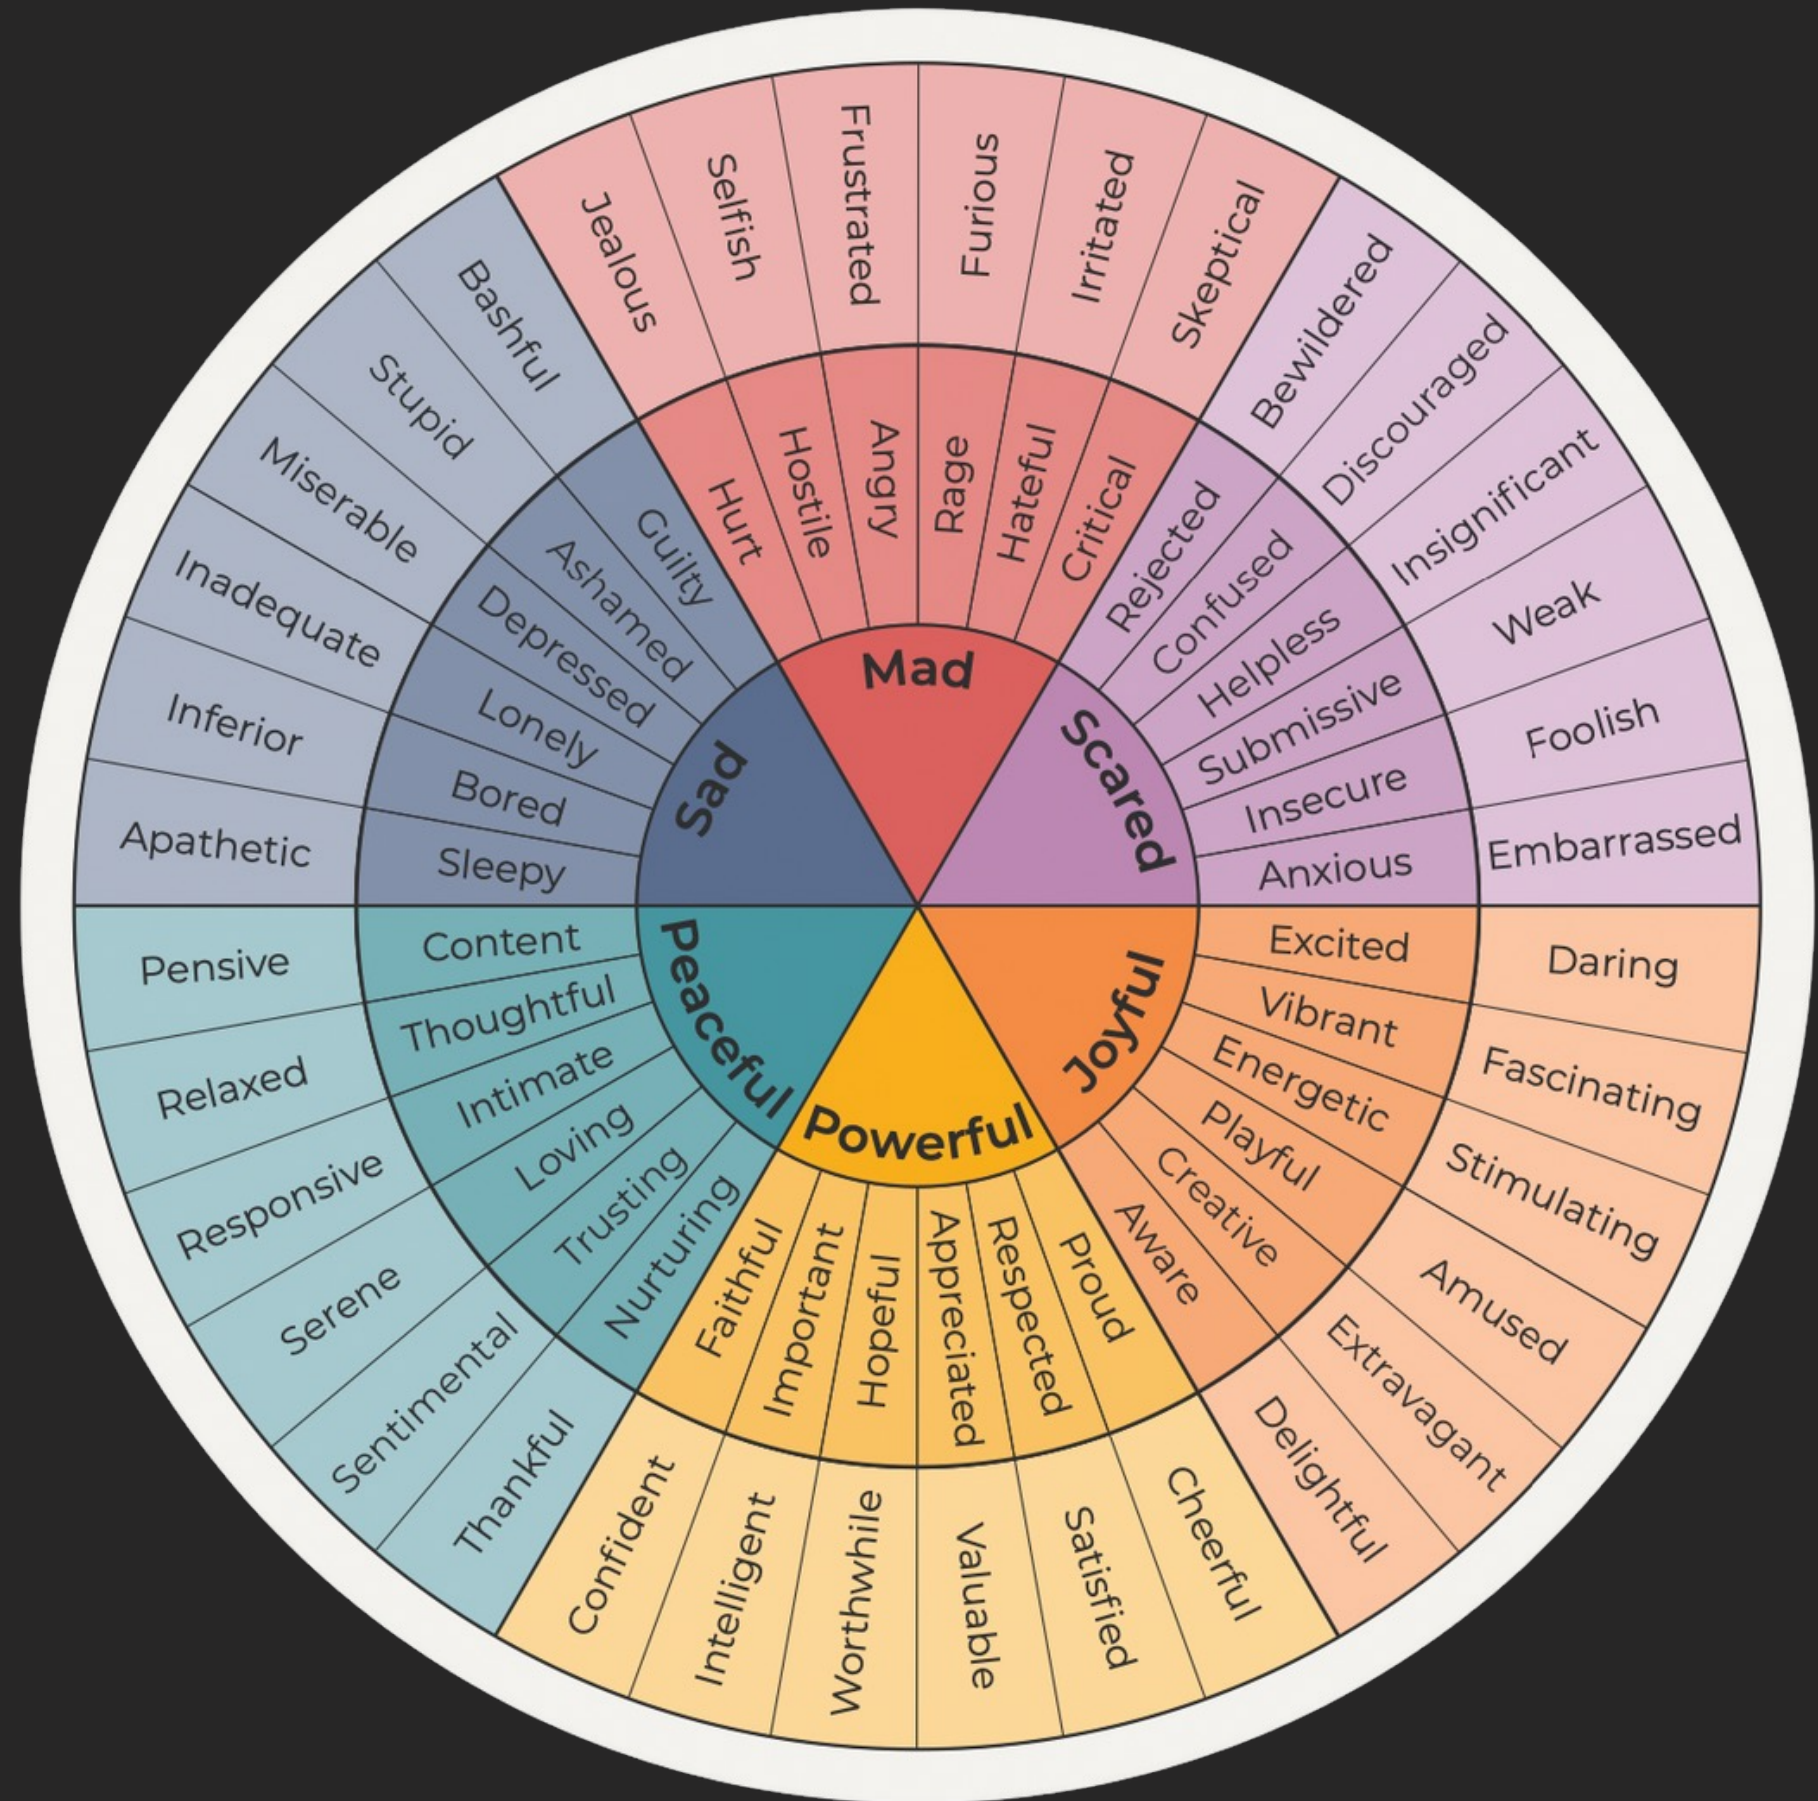 Mad
Scared
Joyful
Powerful
Peaceful
Sad
Hurt
Hostile
Angry
Rage
Hateful
Critical
Rejected
Confused
Helpless
Submissive
Insecure
Anxious
Excited
Vibrant
Energetic
Playful
Creative
Aware
Proud
Respected
Appreciated
Hopeful
Important
Faithful
Nurturing
Trusting
Loving
Intimate
Thoughtful
Content
Sleepy
Bored
Lonely
Depressed
Ashamed
Guilty
Jealous
Selfish
Frustrated
Furious
Irritated
Skeptical
Bewildered
Discouraged
Insignificant
Weak
Foolish
Embarrassed
Daring
Fascinating
Stimulating
Amused
Extravagant
Delightful
Cheerful
Satisfied
Valuable
Worthwhile
Intelligent
Confident
Thankful
Sentimental
Serene
Responsive
Relaxed
Pensive
Apathetic
Inferior
Inadequate
Miserable
Stupid
Bashful